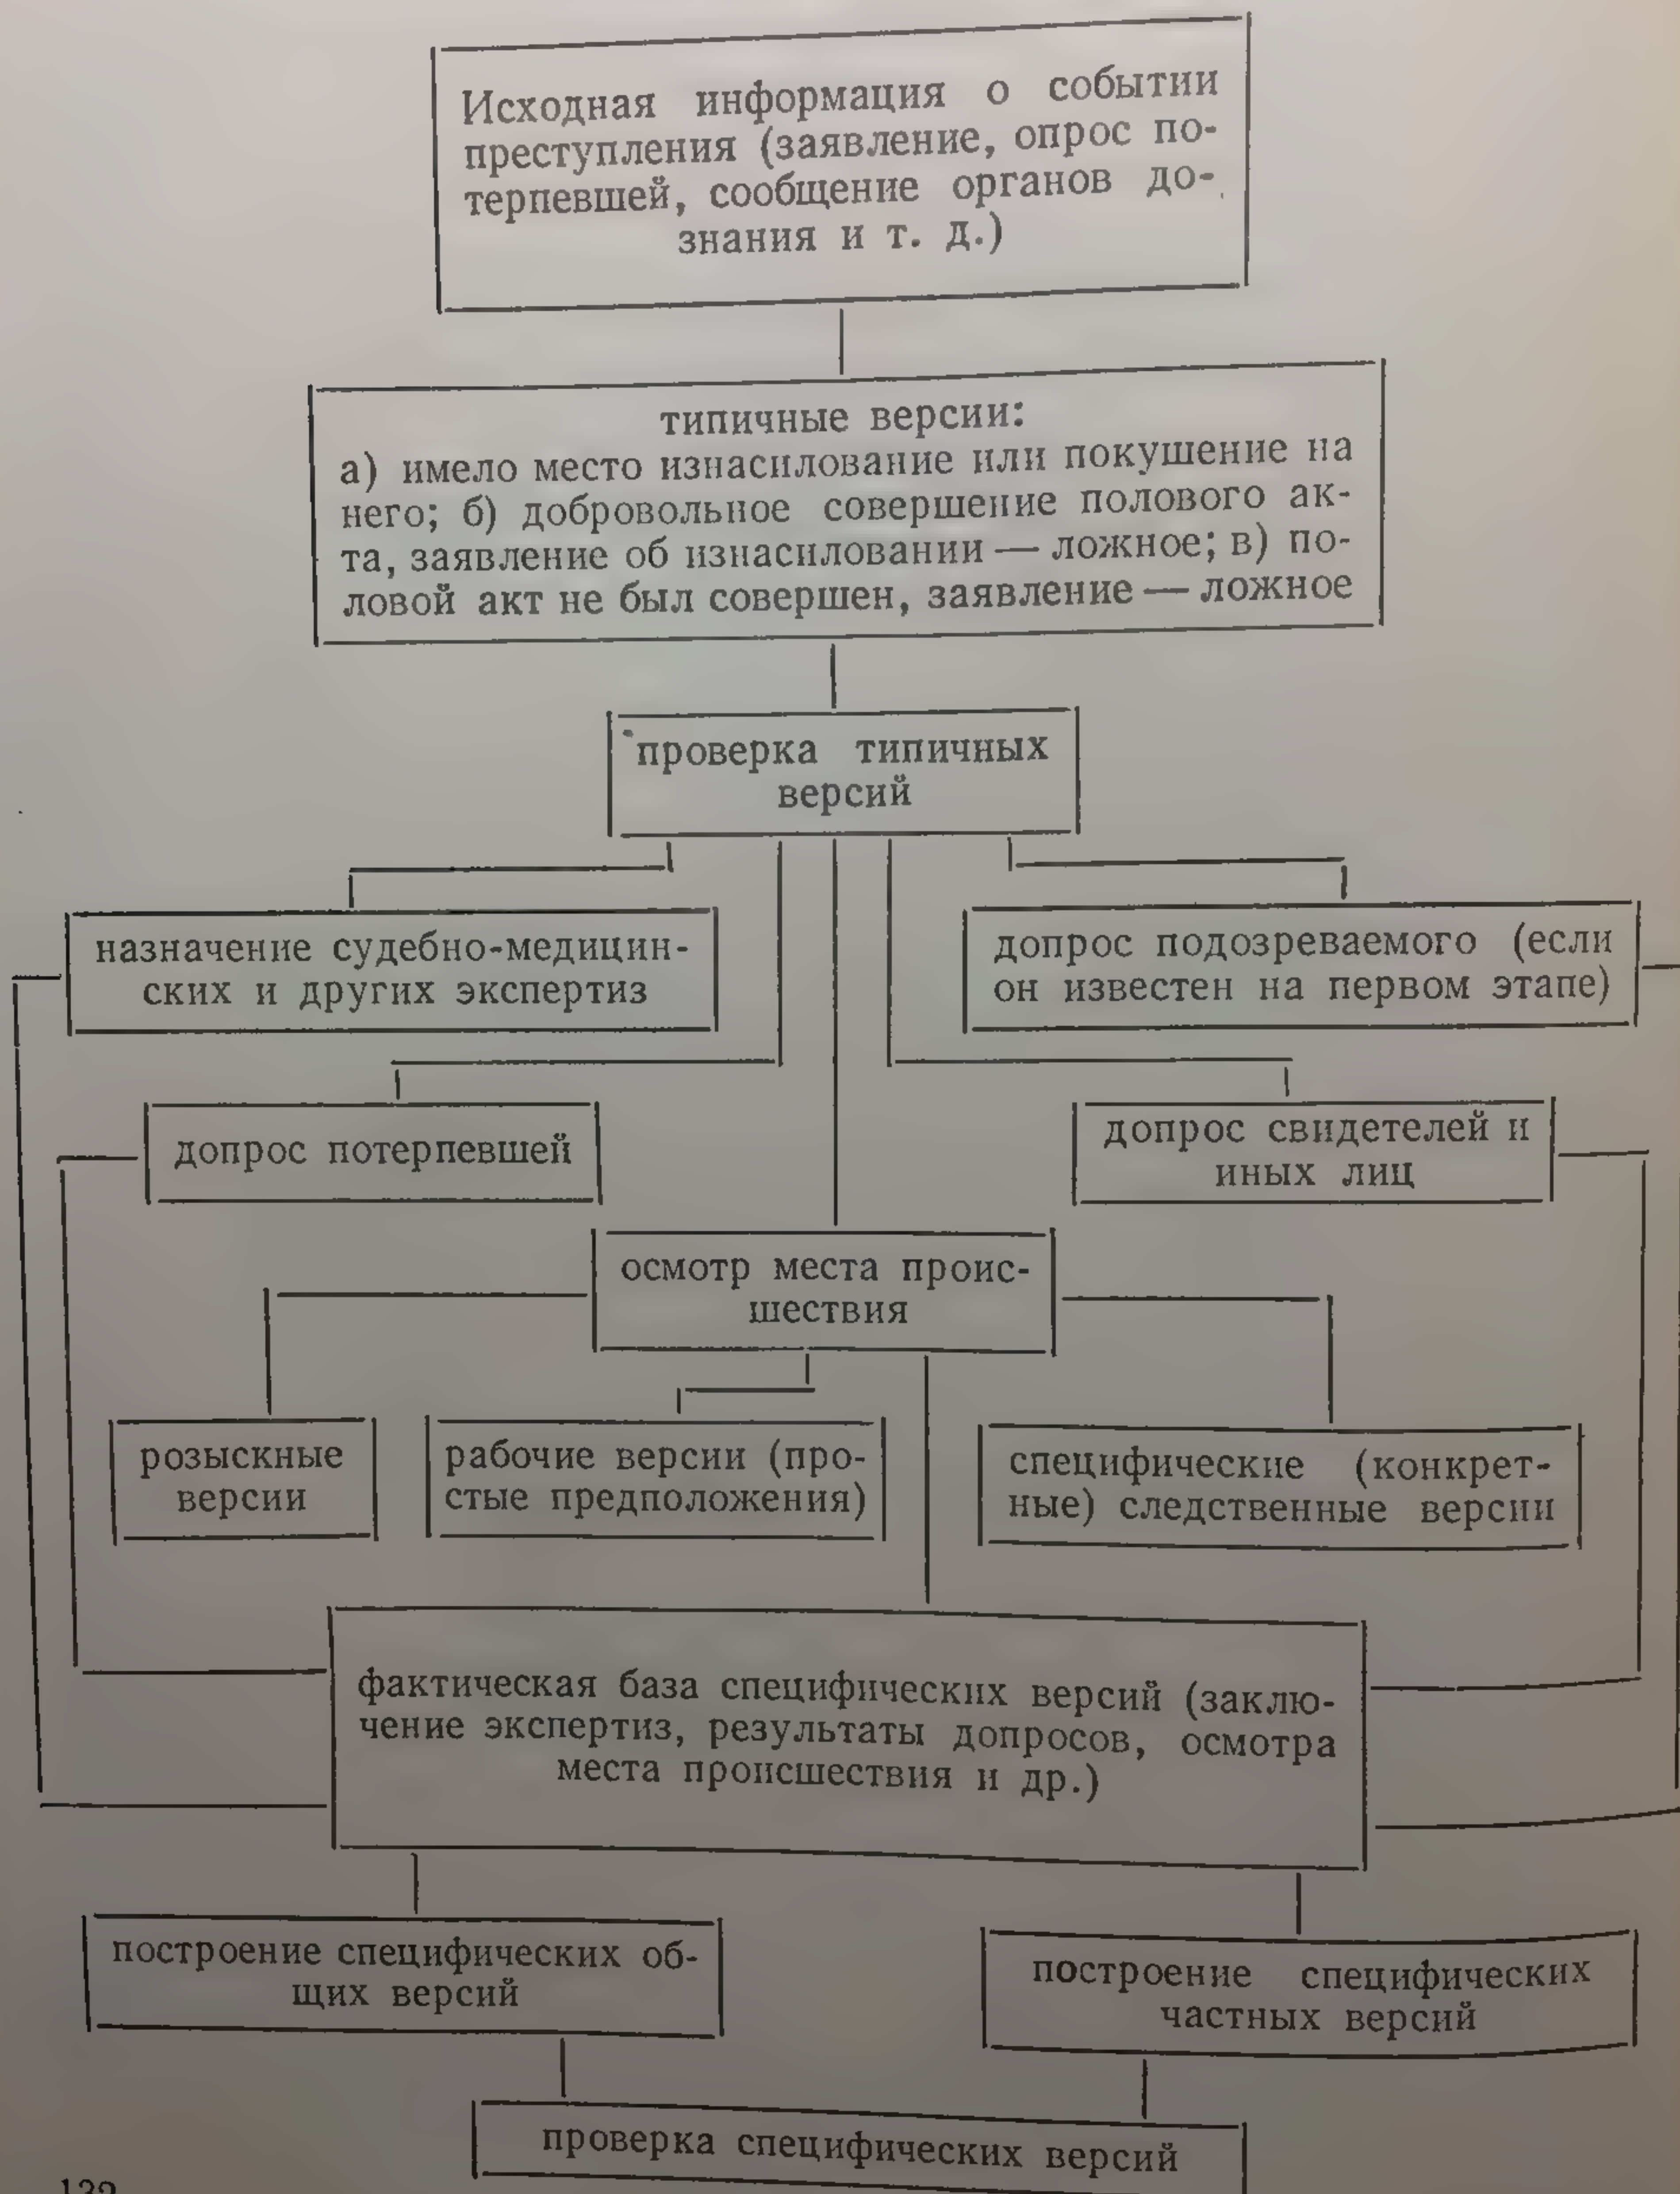 Исходная информация о событии
преступления (заявление, опрос по-
терпевшей, сообщение органов до-
знания и т. д.)
типичные версии:
а) имело место изнасилование или покушение на
него; б) добровольное совершение полового ак-
та, заявление об изнасиловании — ложное; в) по-
ловой акт не был совершен, заявление — ложное
проверка типичных
версий
назначение судебно-медицин-
ских и других экспертиз
допрос подозреваемого (если
он известен на первом этапе)
допрос потерпевшей
допрос свидетелей и
иных лиц
осмотр места проис-
шествия
розыскные
версии
рабочие версии (про-
стые предположения)
специфические (конкрет-
ные) следственные версии
фактическая база специфических версий (заклю-
чение экспертиз, результаты допросов, осмотра
места происшествия и др.)
построение специфических об-
щих версий
построение специфических
частных версий
проверка специфических версий